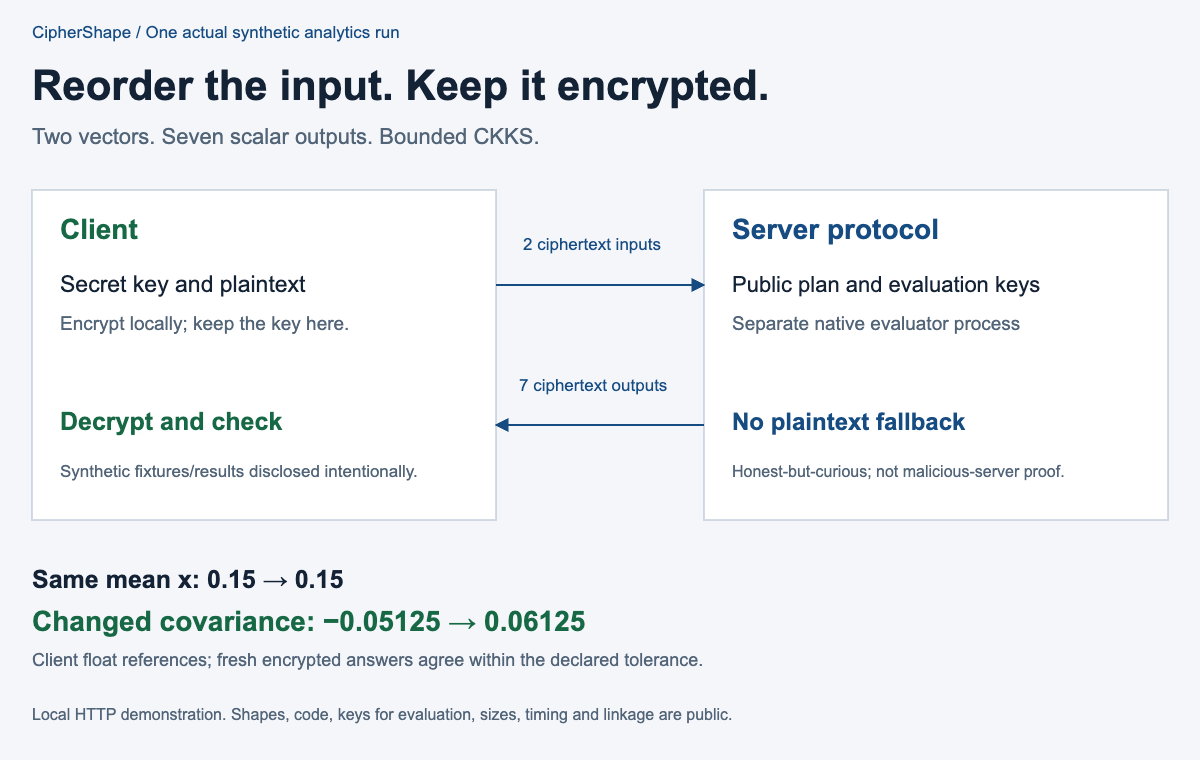 CipherShape / One actual synthetic analytics run
Reorder the input. Keep it encrypted.
Two vectors. Seven scalar outputs. Bounded CKKS.
Client
Secret key and plaintext
Encrypt locally; keep the key here.
Decrypt and check
Synthetic fixtures/results disclosed intentionally.
2 ciphertext inputs
7 ciphertext outputs
Server protocol
Public plan and evaluation keys
Separate native evaluator process
No plaintext fallback
Honest-but-curious; not malicious-server proof.
Same mean x: 0.15 → 0.15
Changed covariance: −0.05125 → 0.06125
Client float references; fresh encrypted answers agree within the declared tolerance.
Local HTTP demonstration. Shapes, code, keys for evaluation, sizes, timing and linkage are public.